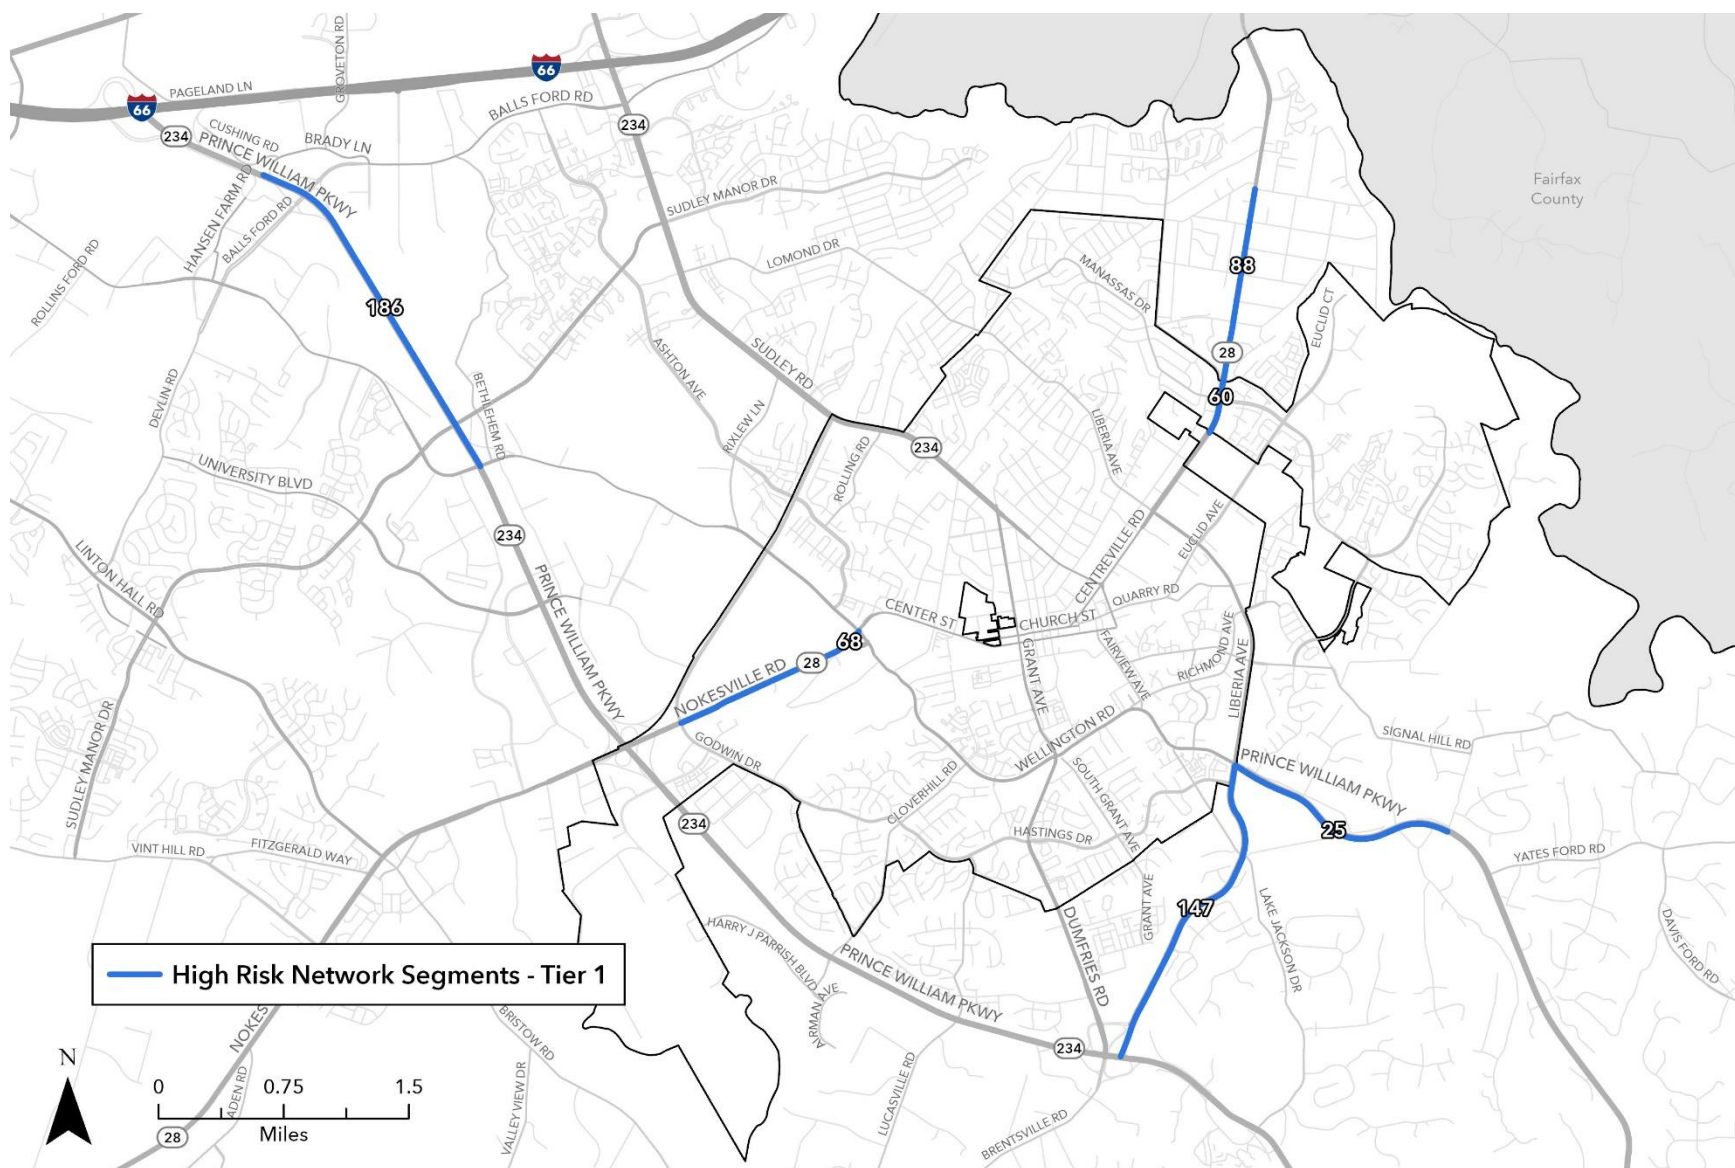 66
PAGELAND LN
GROVETON RD
66
BALLS FORD RD
234
CUSHING RD
BRADY LN
234
PRINCE WILLIAM PKWY
HANSEN FARM RD
BALLS FORD RD
SUDLEY MANOR DR
Fairfax
County
ROLLINS FORD RD
LOMOND DR
MANASSAS DR
88
186
EUCLID CT
28
SUDLEY RD
ASHTON AVE
60
DEVLIN RD
BETHLEHEM RD
RIXLEW LN
LIBERIA AVE
234
ROLLING RD
UNIVERSITY BLVD
234
CENTREVILLE RD
EUCLID AVE
LINTON HALL RD
PRINCE WILLIAM PKWY
QUARRY RD
CENTER ST
CHURCH ST
68
28
NOKESVILLE RD
GRANT AVE
FAIRVIEW AVE
RICHMOND AVE
LIBERIA AVE
SIGNAL HILL RD
GODWIN DR
WELLINGTON RD
PRINCE WILLIAM PKWY
SUDLEY MANOR DR
CLOVERHILL RD
SOUTH GRANT AVE
234
HASTINGS DR
25
VINT HILL RD
FITZGERALD WAY
YATES FORD RD
GRANT AVE
147
LAKE JACKSON DR
DAVIS FORD RD
HARRY J PARRISH BLVD
PRINCE WILLIAM PKWY
DUMFRIES RD
High Risk Network Segments - Tier 1
AIRMAN AVE
NOKES
BRISTOW RD
234
N
0 0.75 1.5
Miles
ADEN RD
VALLEY VIEW DR
LUCASVILLE RD
BRENTSVILLE RD
28